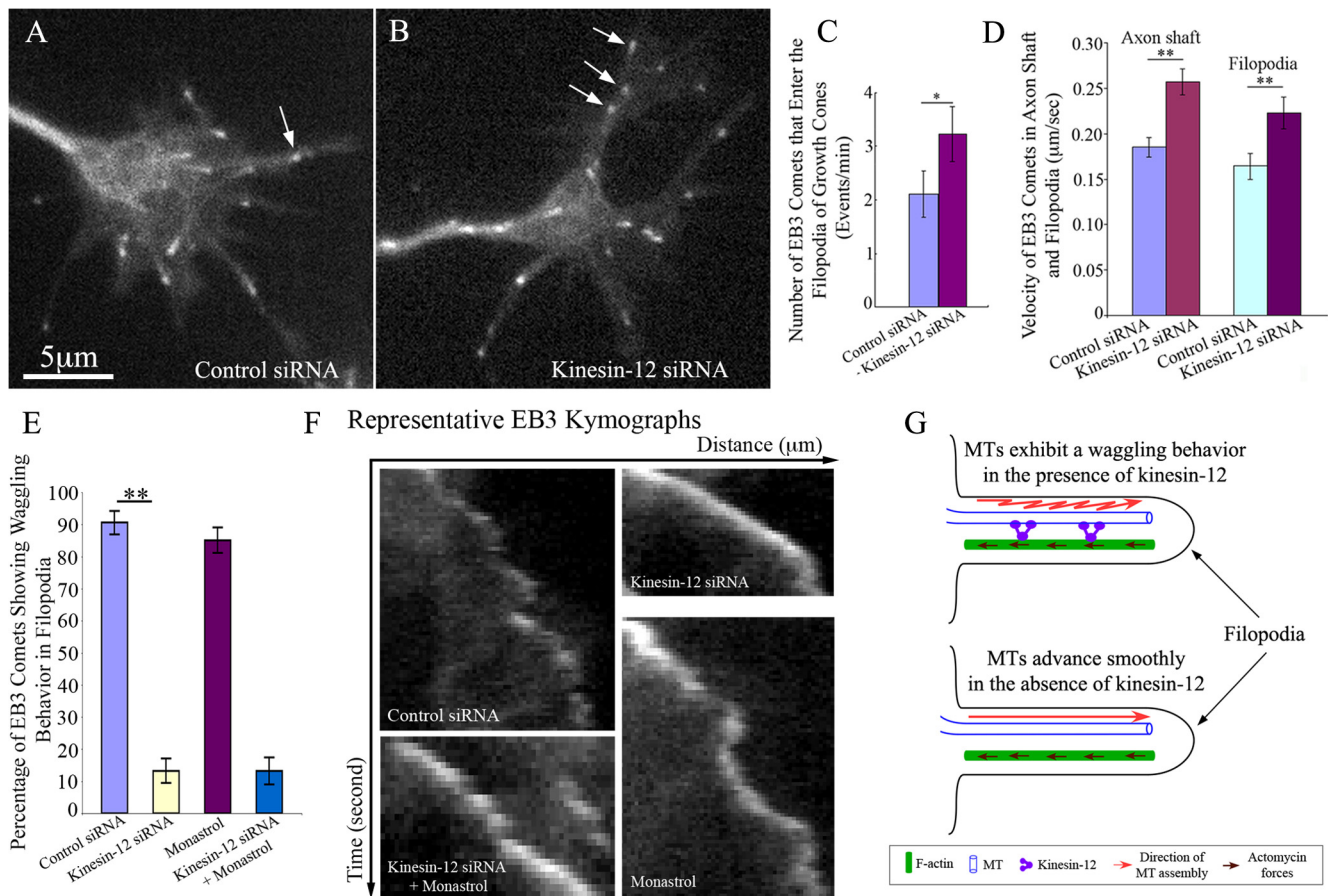 A
5µm
Control siRNA
B
Kinesin-12 siRNA
C
Number of EB3 Comets that Enter the
Filopodia of Growth Cones
(Events/min)
4
3
2
1
0
*
Control siRNA
- Kinesin-12 siRNA
D
Velocity of EB3 Comets in Axon Shaft
and Filopodia (µm/sec)
0.30
0.25
0.20
0.15
0.10
0.05
0.00
Axon shaft
**
Filopodia
**
Control siRNA
Kinesin-12 siRNA
Control siRNA
Kinesin-12 siRNA
E
Percentage of EB3 Comets Showing Waggling
Behavior in Filopodia
100
90
80
70
60
50
40
30
20
10
0
**
Control siRNA
Kinesin-12 siRNA
Monastrol
Kinesin-12 siRNA
+ Monastrol
F
Representative EB3 Kymographs
Distance (µm)
Time (second)
Control siRNA
Kinesin-12 siRNA
Kinesin-12 siRNA
+ Monastrol
Monastrol
G
MTs exhibit a waggling behavior
in the presence of kinesin-12
Filopodia
MTs advance smoothly
in the absence of kinesin-12
F-actin
MT
Kinesin-12
Direction of
MT assembly
Actomycin
forces